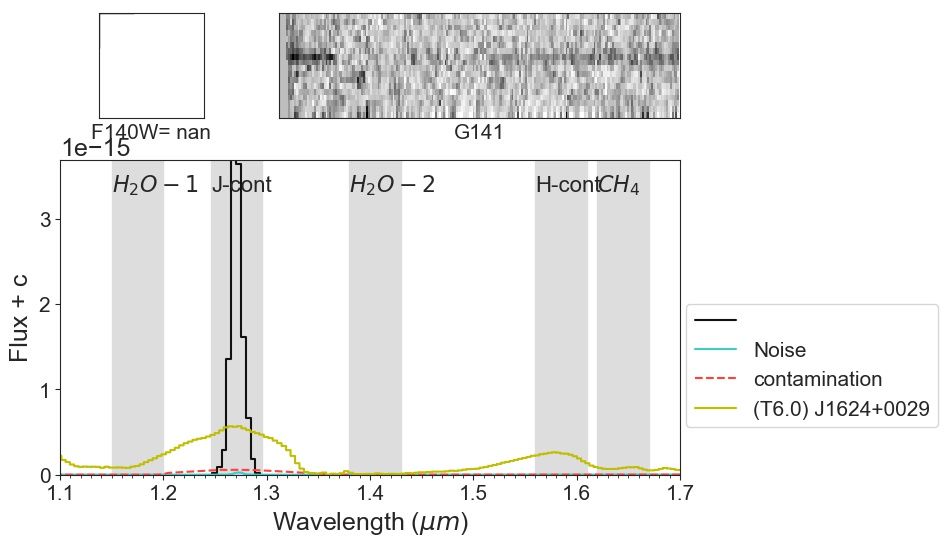 F140W= nan
G141
1e−15
H₂O − 1
J-cont
H₂O − 2
H-cont
CH₄
3
2
1
0
Flux + c
1.1 1.2 1.3 1.4 1.5 1.6 1.7
Wavelength (μm)
Noise
contamination
(T6.0) J1624+0029